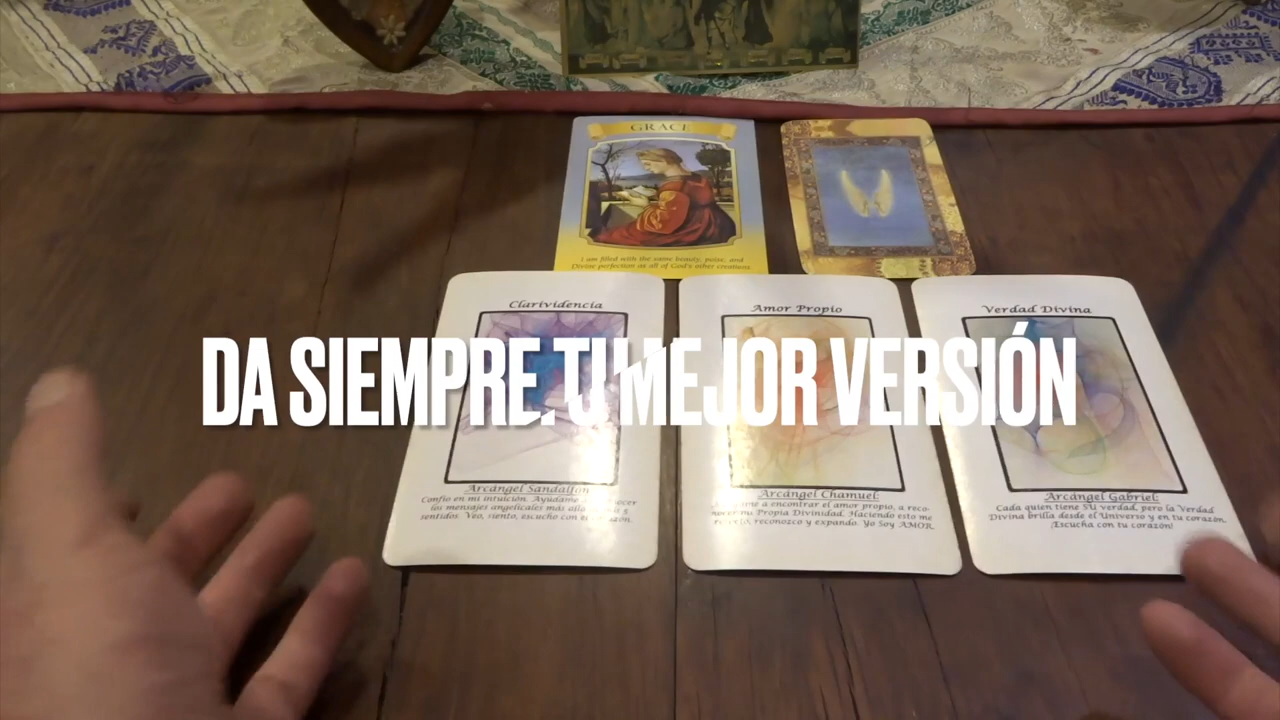 GRACE
I am filled with the same beauty, poise, and
Divine perfection as all of God's other creations.
Clarividencia
Amor Propio
Verdad Divina
DA SIEMPRE TU MEJOR VERSIÓN
Arcángel Sandalfon
Confío en mi intuición. Ayúdame a
los mensajes angelicales más allá
sentidos. Veo, siento, escucho con el corazón.
Arcángel Chamuel:
a encontrar el amor propio, a reco-
nocer mi Propia Divinidad. Haciendo esto me
reconozco y expando. Yo Soy AMOR.
Arcángel Gabriel:
Cada quien tiene su verdad, pero la Verdad
Divina brilla desde el Universo y en tu corazón.
¡Escucha con tu corazón!